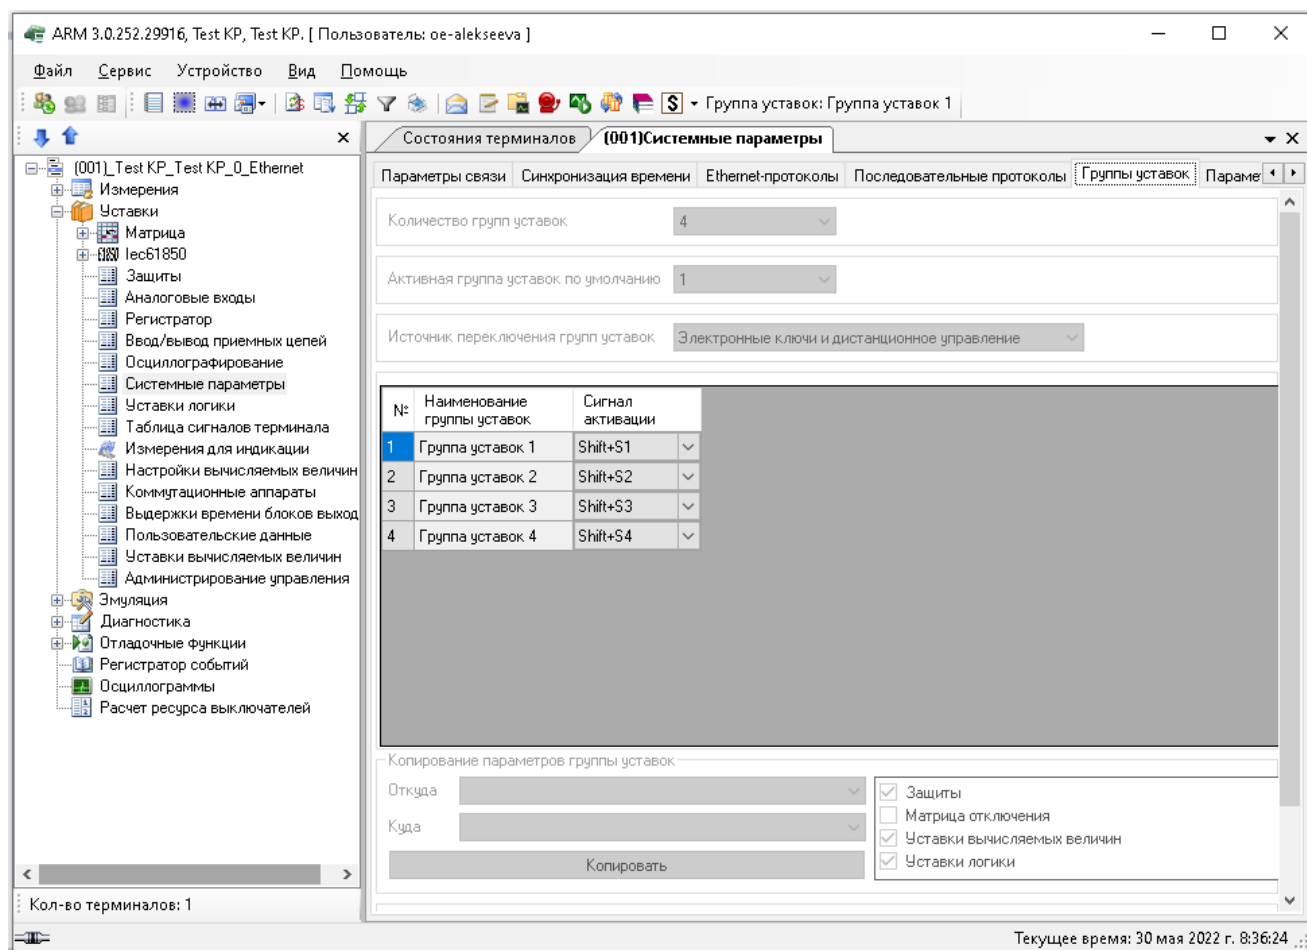 ARM 3.0.252.29916, Test KP, Test KP. [ Пользователь: oe-alekseeva ]
Файл Сервис Устройство Вид Помощь
Группа уставок: Группа уставок 1
(001)_Test KP_Test KP_0_Ethernet
Измерения
Уставки
Матрица
Iec61850
Защиты
Аналоговые входы
Регистратор
Ввод/вывод приемных цепей
Осциллографирование
Системные параметры
Уставки логики
Таблица сигналов терминала
Измерения для индикации
Настройки вычисляемых величин
Коммутационные аппараты
Выдержки времени блоков выход
Пользовательские данные
Уставки вычисляемых величин
Администрирование управления
Эмуляция
Диагностика
Отладочные функции
Регистратор событий
Осциллограммы
Расчет ресурса выключателей
Кол-во терминалов: 1
Состояния терминалов (001)Системные параметры
Параметры связи Синхронизация времени Ethernet-протоколы Последовательные протоколы Группы уставок Параме
Количество групп уставок 4
Активная группа уставок по умолчанию 1
Источник переключения групп уставок Электронные ключи и дистанционное управление
№ Наименование группы уставок Сигнал активации
1 Группа уставок 1 Shift+S1
2 Группа уставок 2 Shift+S2
3 Группа уставок 3 Shift+S3
4 Группа уставок 4 Shift+S4
Копирование параметров группы уставок
Откуда
Куда
Копировать
Защиты
Матрица отключения
Уставки вычисляемых величин
Уставки логики
Текущее время: 30 мая 2022 г. 8:36:24